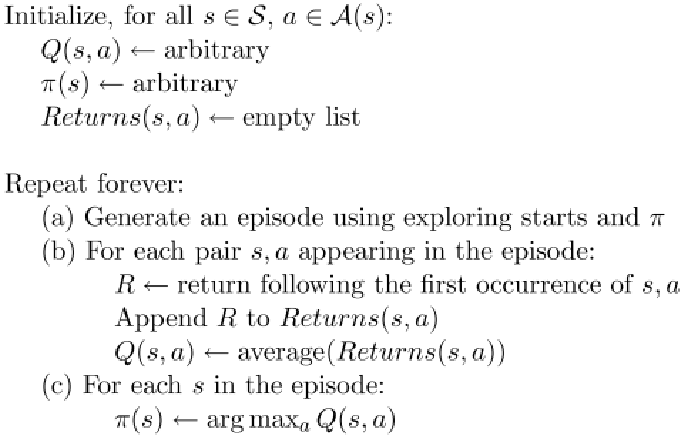 Initialize, for all s ∈ S, a ∈ A(s):
Q(s, a) ← arbitrary
π(s) ← arbitrary
Returns(s, a) ← empty list
Repeat forever:
(a) Generate an episode using exploring starts and π
(b) For each pair s, a appearing in the episode:
R ← return following the first occurrence of s, a
Append R to Returns(s, a)
Q(s, a) ← average(Returns(s, a))
(c) For each s in the episode:
π(s) ← arg maxₐ Q(s, a)